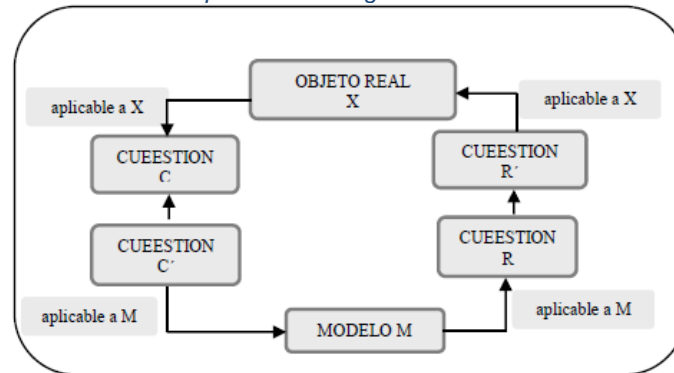 OBJETO REAL
X
aplicable a X
aplicable a X
CUEESTION
C
CUEESTION
R´
CUEESTION
C´
CUEESTION
R
aplicable a M
aplicable a M
MODELO M